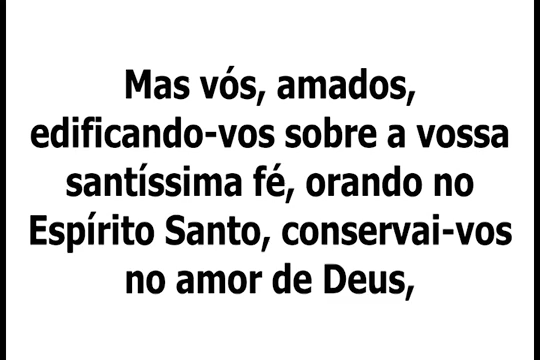 Mas vós, amados,
edificando-vos sobre a vossa
santíssima fé, orando no
Espírito Santo, conservai-vos
no amor de Deus,